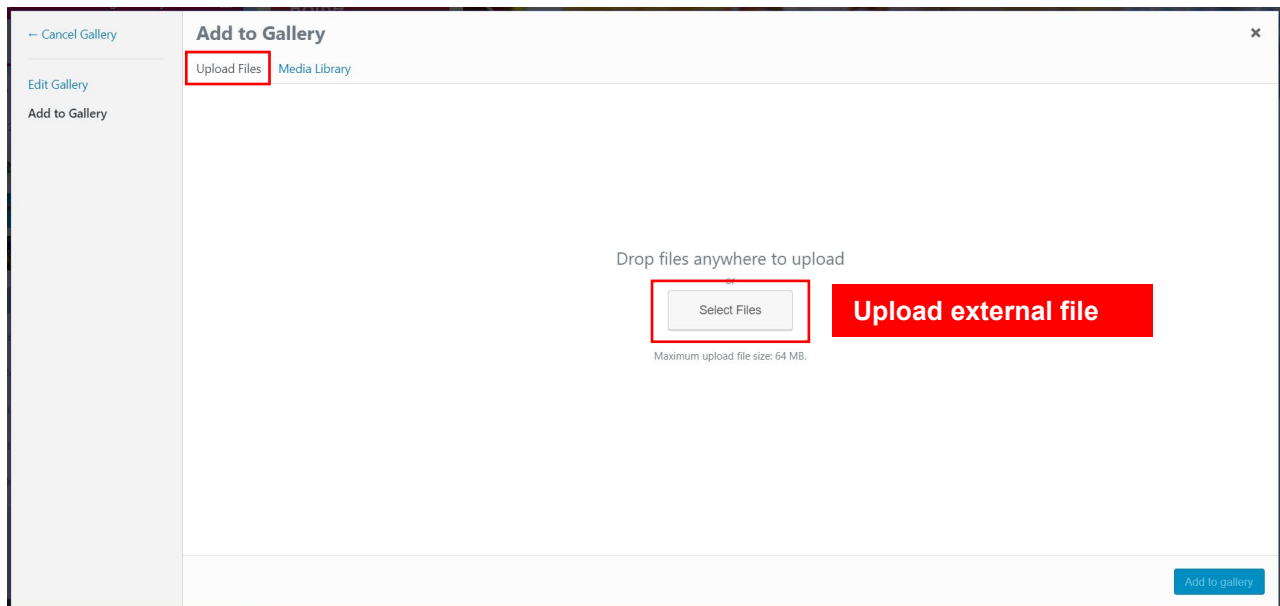 ← Cancel Gallery
Edit Gallery
Add to Gallery
Add to Gallery
Upload Files Media Library
Drop files anywhere to upload
or
Select Files
Upload external file
Maximum upload file size: 64 MB.
Add to gallery